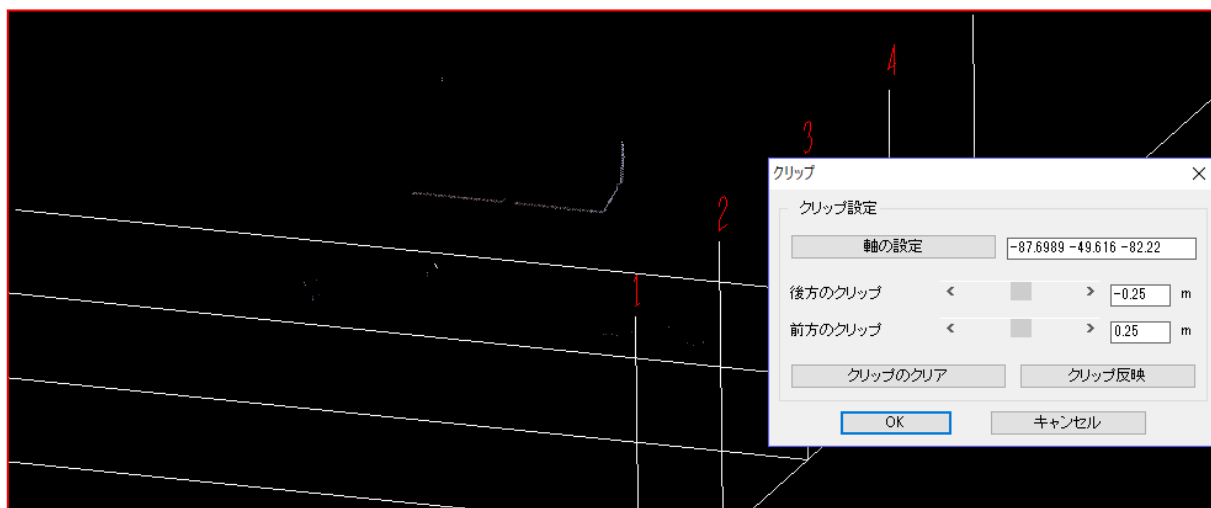 4
3
2
1
クリップ
クリップ設定
軸の設定 -87.6989 -49.616 -82.22
後方のクリップ -0.25 m
前方のクリップ 0.25 m
クリップのクリア クリップ反映
OK キャンセル